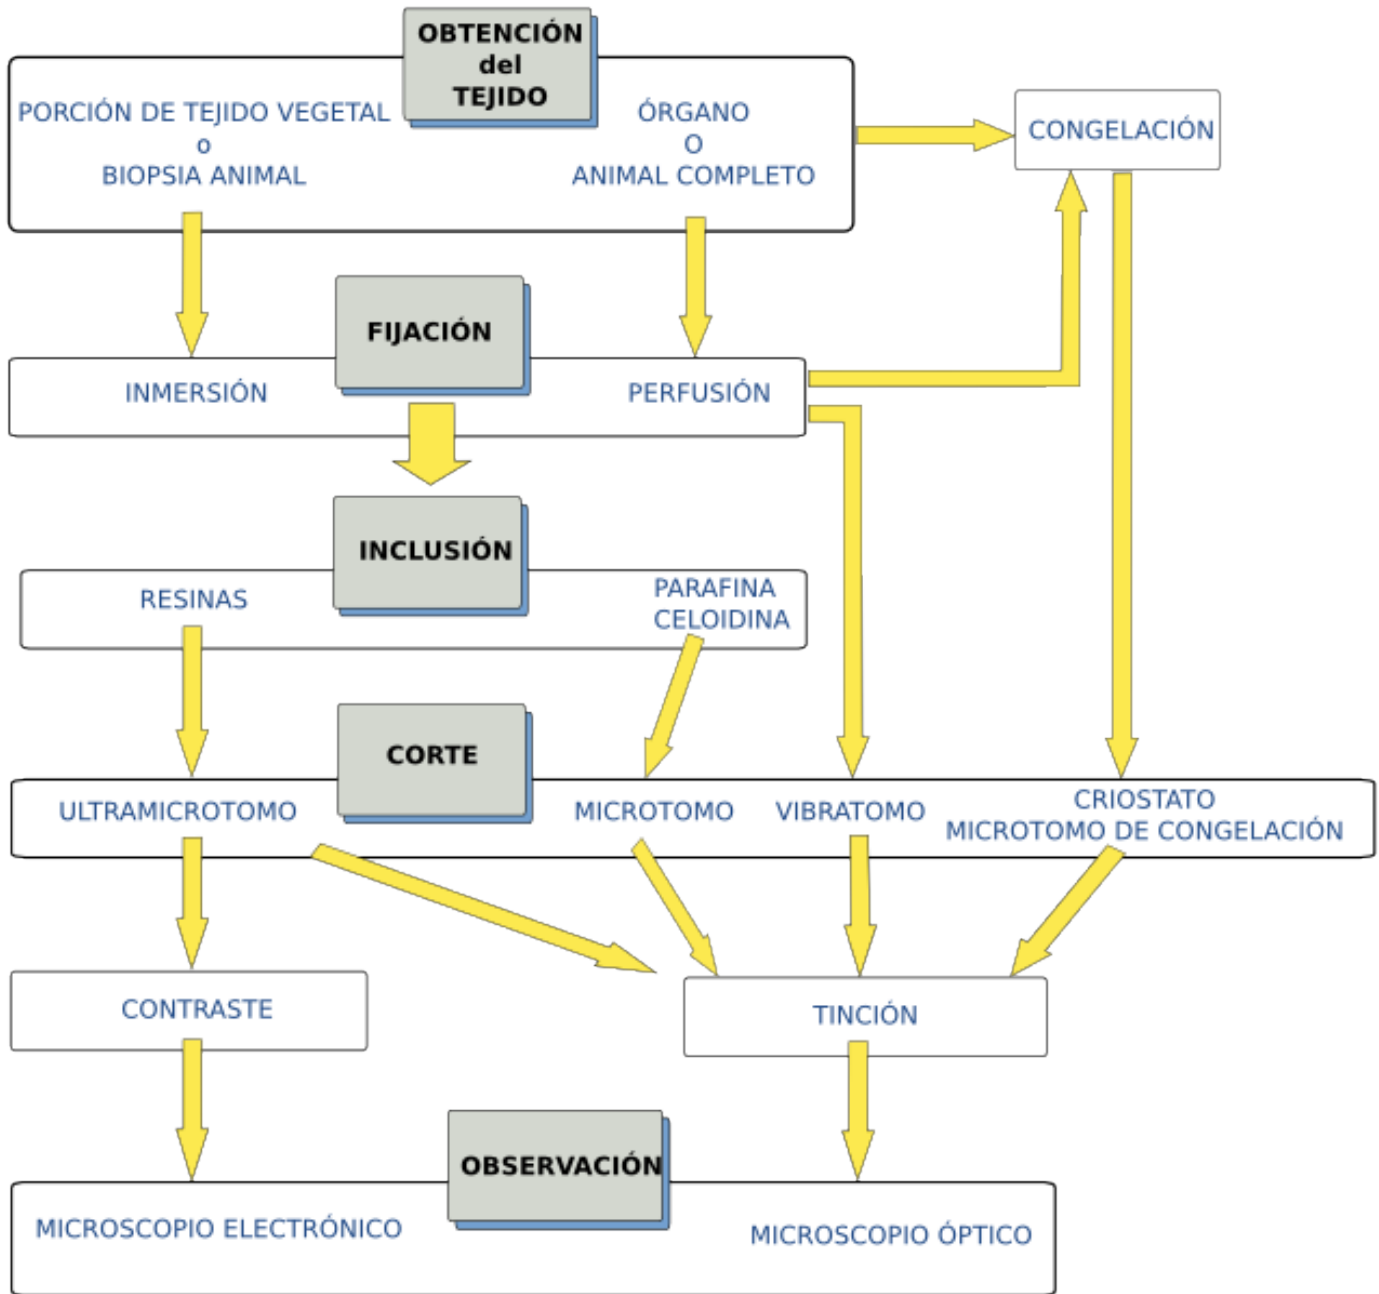 OBTENCIÓN
del
TEJIDO
PORCIÓN DE TEJIDO VEGETAL
o
BIOPSIA ANIMAL
ÓRGANO
O
ANIMAL COMPLETO
CONGELACIÓN
FIJACIÓN
INMERSIÓN
PERFUSIÓN
INCLUSIÓN
RESINAS
PARAFINA
CELOIDINA
CORTE
ULTRAMICROTOMO
MICROTOMO
VIBRATOMO
CRIOSTATO
MICROTOMO DE CONGELACIÓN
CONTRASTE
TINCIÓN
OBSERVACIÓN
MICROSCOPIO ELECTRÓNICO
MICROSCOPIO ÓPTICO